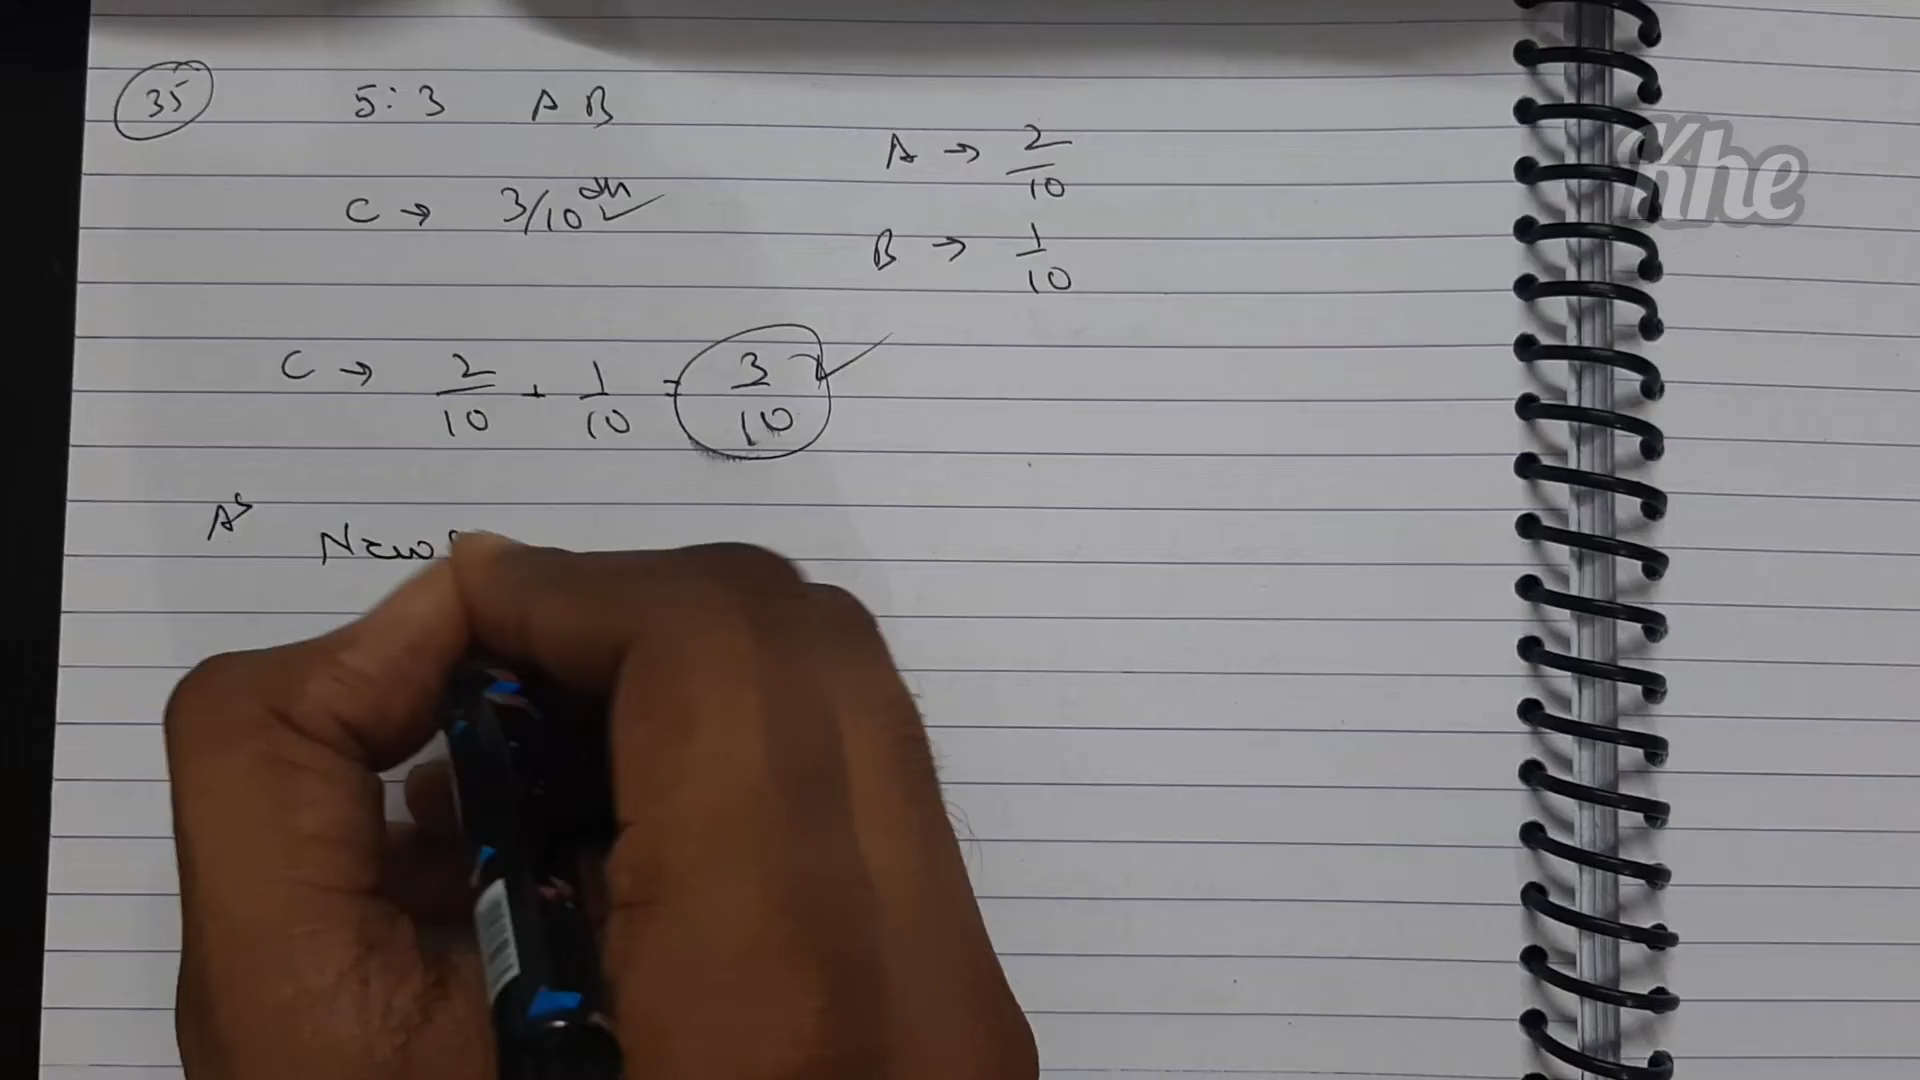 35 5:3 A B
A → 2/10
C → 3/10th
B → 1/10
C → 2/10 + 1/10 = 3/10
A's New
Khe